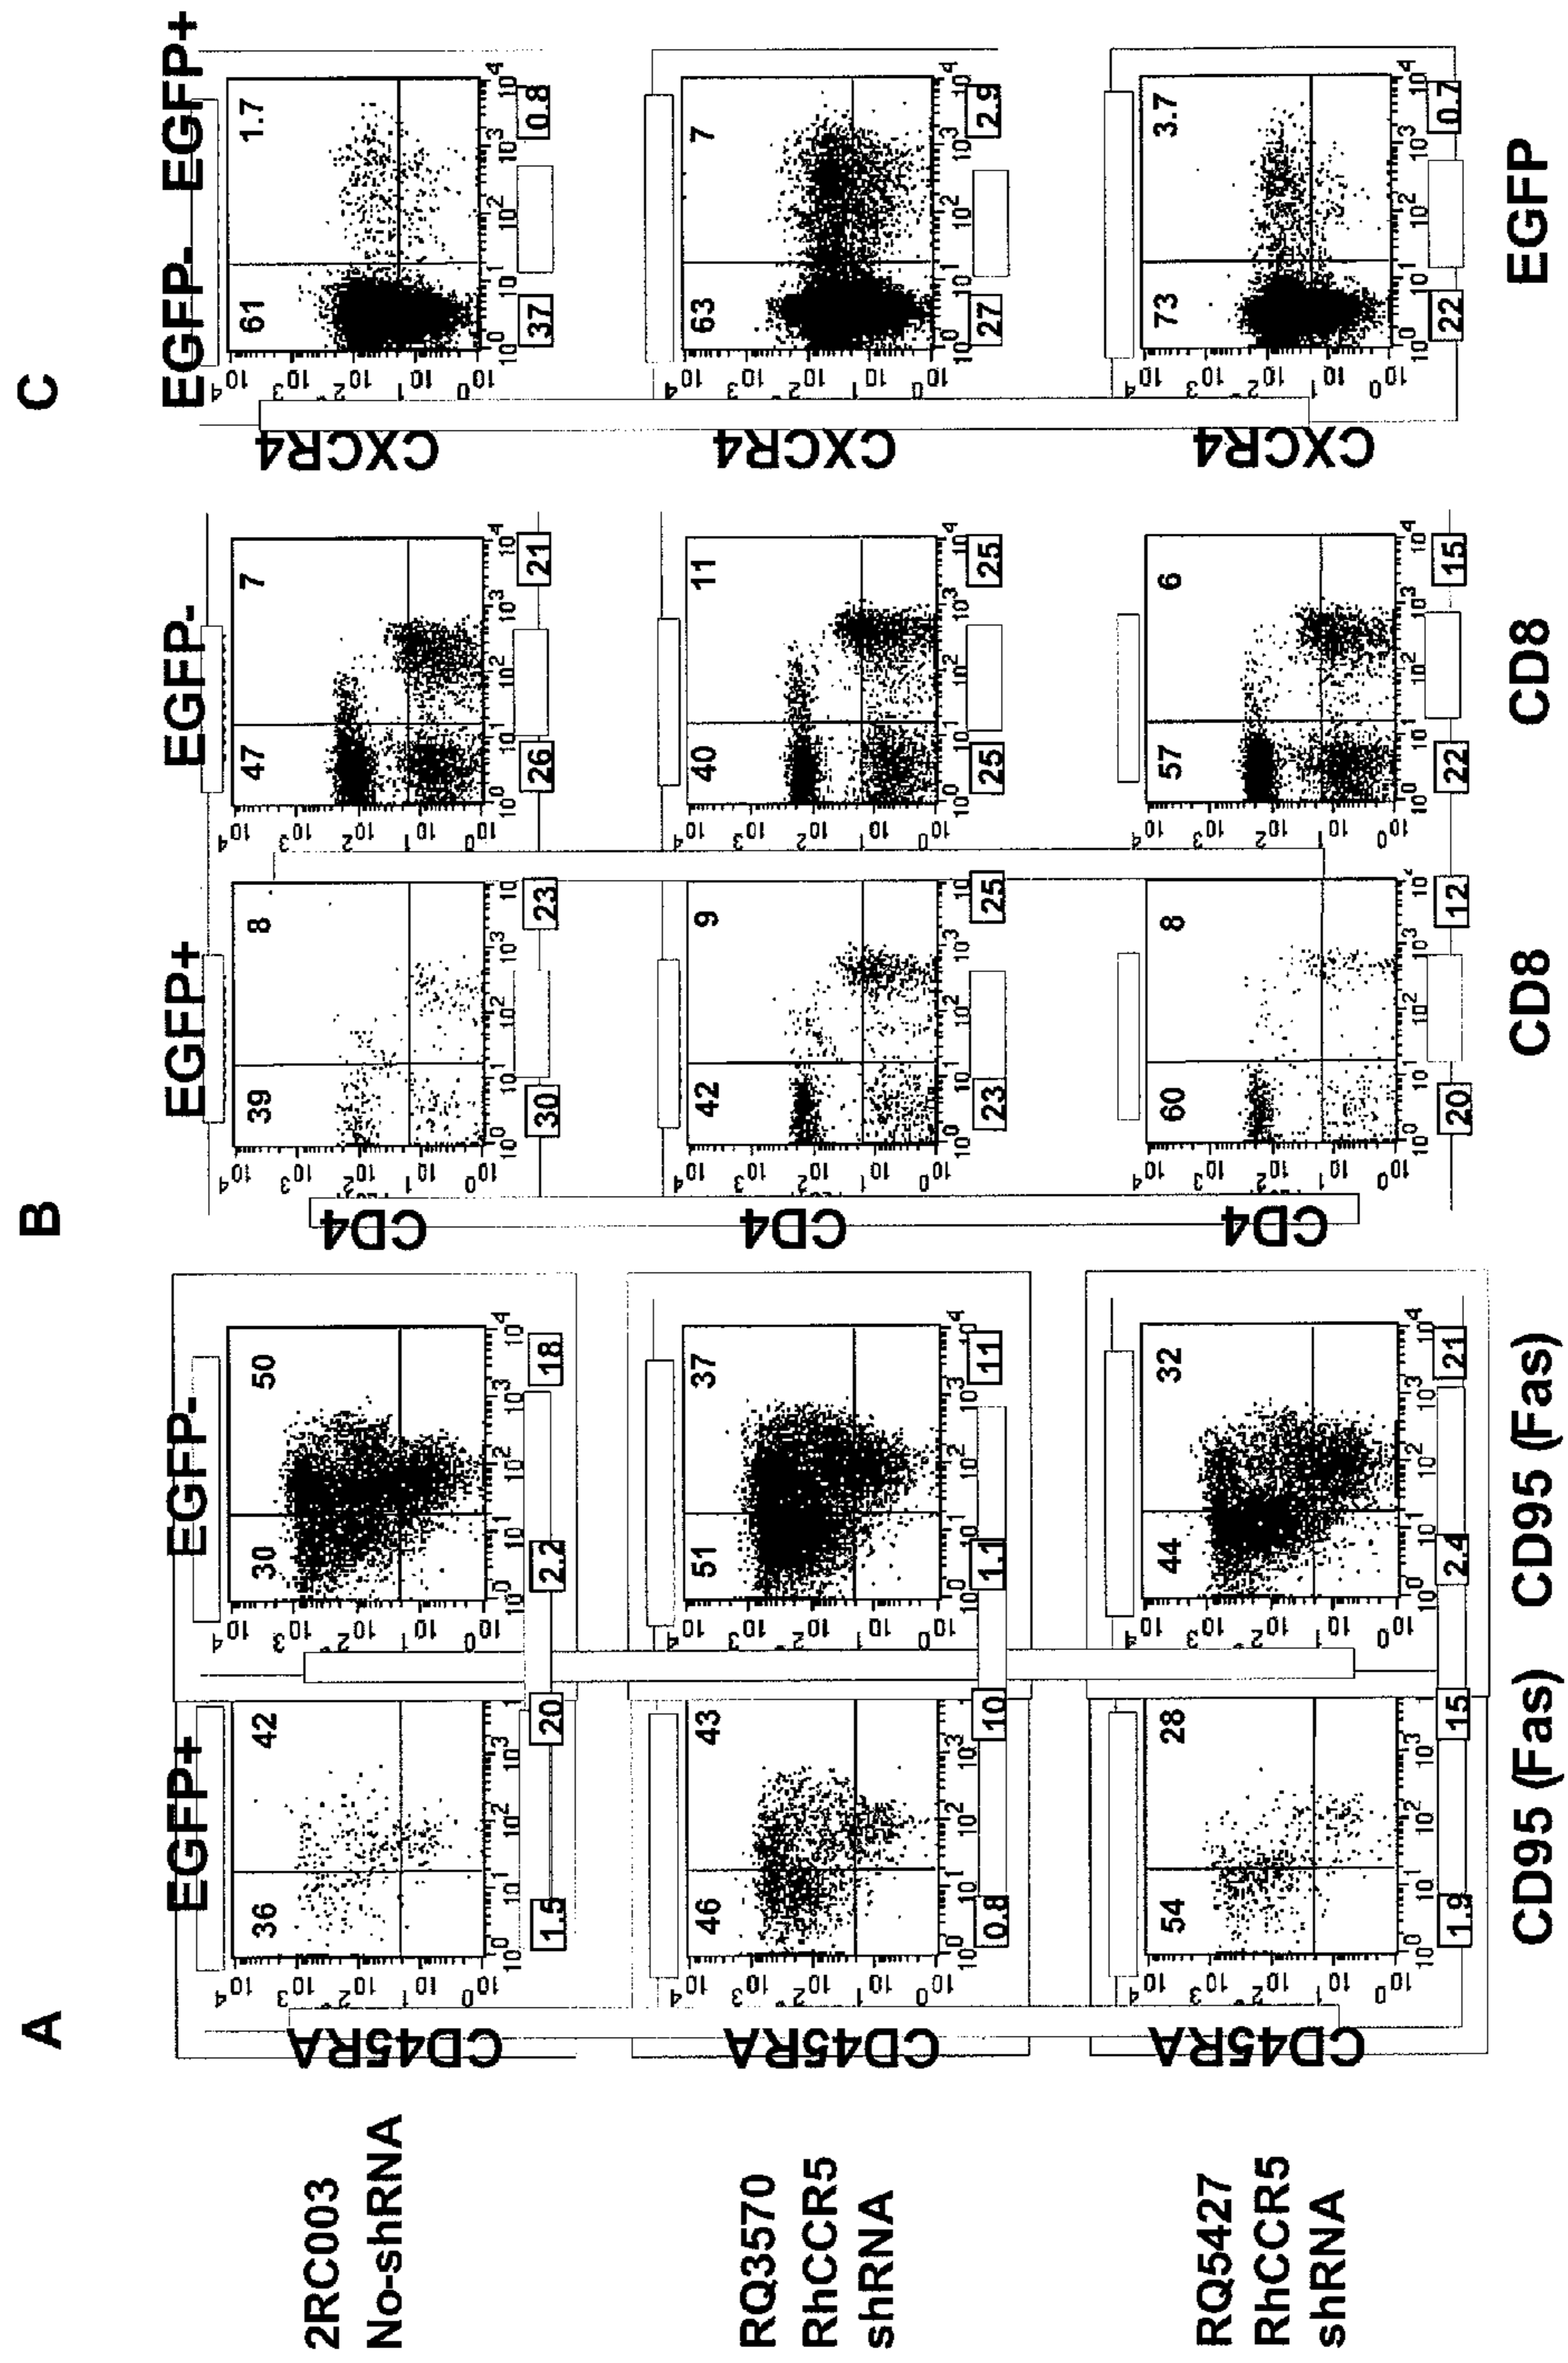 A B C
EGFP+ EGFP- EGFP+ EGFP- EGFP- EGFP+
2RC003
No-shRNA
CD45RA
36 42
1.5 20
30 50
2.2 18
CD4
39 8
30 23
47 7
26 21
CXCR4
61 1.7
37 0.8
RQ3570
RhCCR5
shRNA
CD45RA
46 43
0.8 10
51 37
1.1 11
CD4
42 9
23 25
40 11
25 25
CXCR4
63 7
27 2.9
RQ5427
RhCCR5
shRNA
CD45RA
54 28
1.9 15
44 32
2.4 21
CD4
60 8
20 12
57 6
22 15
CXCR4
73 3.7
22 0.7
CD95 (Fas) CD95 (Fas) CD8 CD8 EGFP